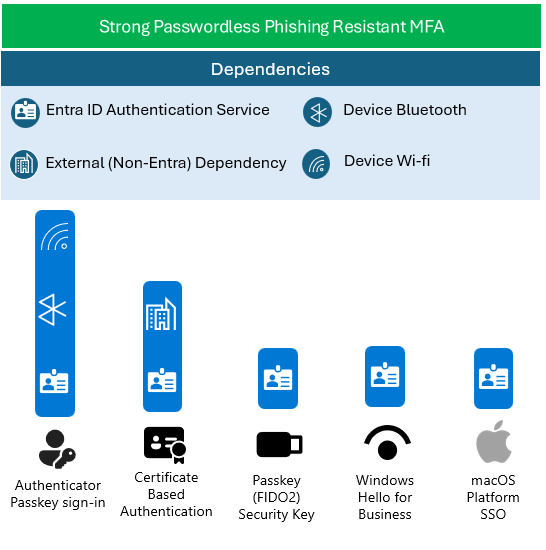 Strong Passwordless Phishing Resistant MFA
Dependencies
Entra ID Authentication Service
Device Bluetooth
External (Non-Entra) Dependency
Device Wi-fi
Authenticator
Passkey sign-in
Certificate
Based
Authentication
Passkey
(FIDO2)
Security Key
Windows
Hello for
Business
macOS
Platform
SSO